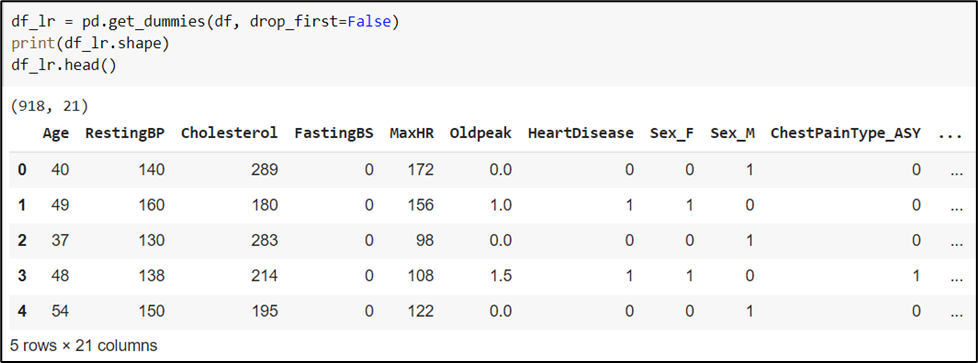 df_lr = pd.get_dummies(df, drop_first=False)
print(df_lr.shape)
df_lr.head()
(918, 21)
Age RestingBP Cholesterol FastingBS MaxHR Oldpeak HeartDisease Sex_F Sex_M ChestPainType_ASY ...
0 40 140 289 0 172 0.0 0 0 1 0 ...
1 49 160 180 0 156 1.0 1 1 0 0 ...
2 37 130 283 0 98 0.0 0 0 1 0 ...
3 48 138 214 0 108 1.5 1 1 0 1 ...
4 54 150 195 0 122 0.0 0 0 1 0 ...
5 rows × 21 columns